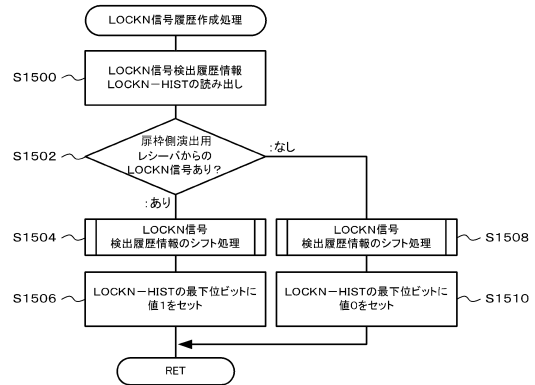 LOCKN信号履歴作成処理
S1500
LOCKN信号検出履歴情報
LOCKN－HISTの読み出し
S1502
扉枠側演出用
レシーバからの
LOCKN信号あり？
:なし
:あり
S1504
LOCKN信号
検出履歴情報のシフト処理
LOCKN信号
検出履歴情報のシフト処理
S1508
S1506
LOCKN－HISTの最下位ビットに
値1をセット
LOCKN－HISTの最下位ビットに
値0をセット
S1510
RET